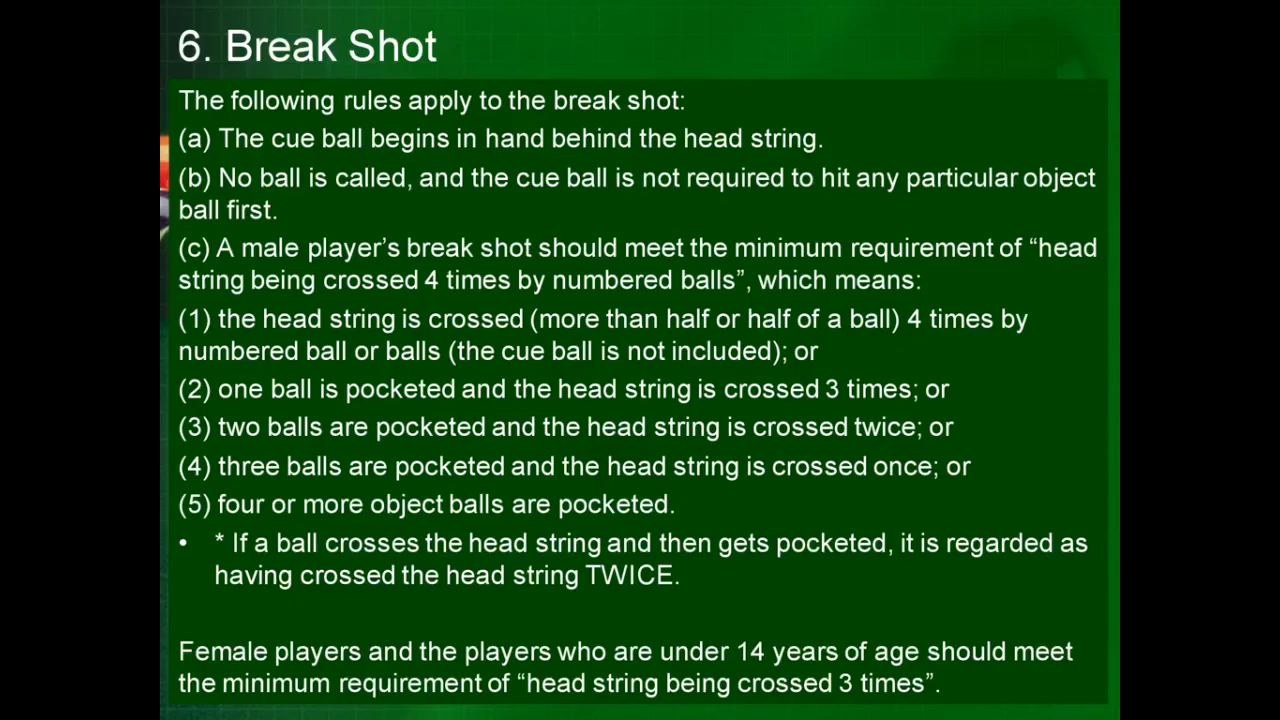 6. Break Shot
The following rules apply to the break shot:
(a) The cue ball begins in hand behind the head string.
(b) No ball is called, and the cue ball is not required to hit any particular object
ball first.
(c) A male player’s break shot should meet the minimum requirement of “head
string being crossed 4 times by numbered balls”, which means:
(1) the head string is crossed (more than half or half of a ball) 4 times by
numbered ball or balls (the cue ball is not included); or
(2) one ball is pocketed and the head string is crossed 3 times; or
(3) two balls are pocketed and the head string is crossed twice; or
(4) three balls are pocketed and the head string is crossed once; or
(5) four or more object balls are pocketed.
• * If a ball crosses the head string and then gets pocketed, it is regarded as
having crossed the head string TWICE.
Female players and the players who are under 14 years of age should meet
the minimum requirement of “head string being crossed 3 times”.